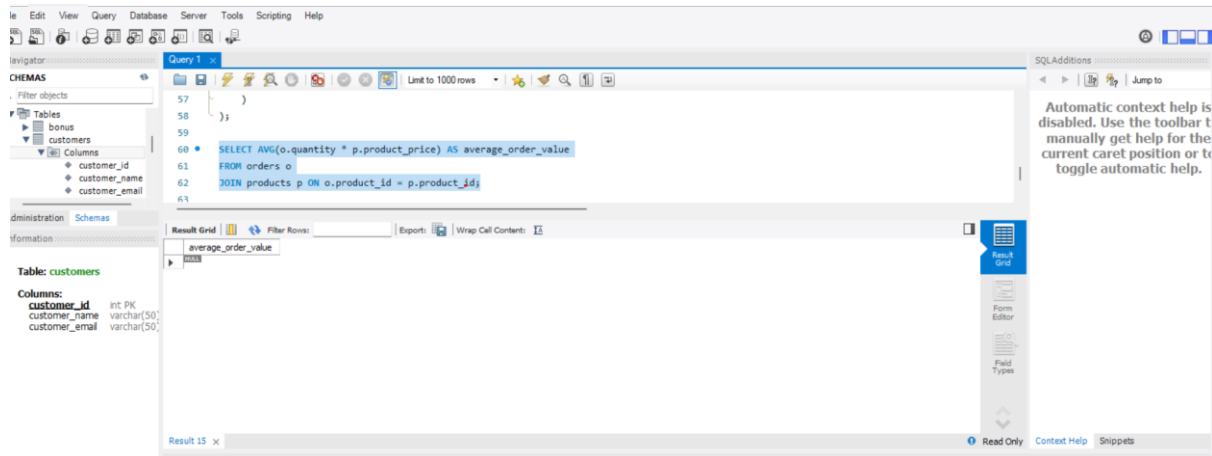 Edit View Query Database Server Tools Scripting Help
Query 1 ×
SQLAdditions
CHEMAS
Limit to 1000 rows
Jump to
Filter objects
Tables
bonus
customers
Columns
customer_id
customer_name
customer_email
dministration Schemas
nformation
Table: customers
Columns:
customer_id int PK
customer_name varchar(50)
customer_email varchar(50)
57 )
58 );
59
60 SELECT AVG(o.quantity * p.product_price) AS average_order_value
61 FROM orders o
62 JOIN products p ON o.product_id = p.product_id;
63
Result Grid Filter Rows: Export: Wrap Cell Content:
average_order_value
NULL
Result Grid
Form Editor
Field Types
Result 15 ×
Read Only
Automatic context help is
disabled. Use the toolbar t
manually get help for the
current caret position or to
toggle automatic help.
Context Help Snippets